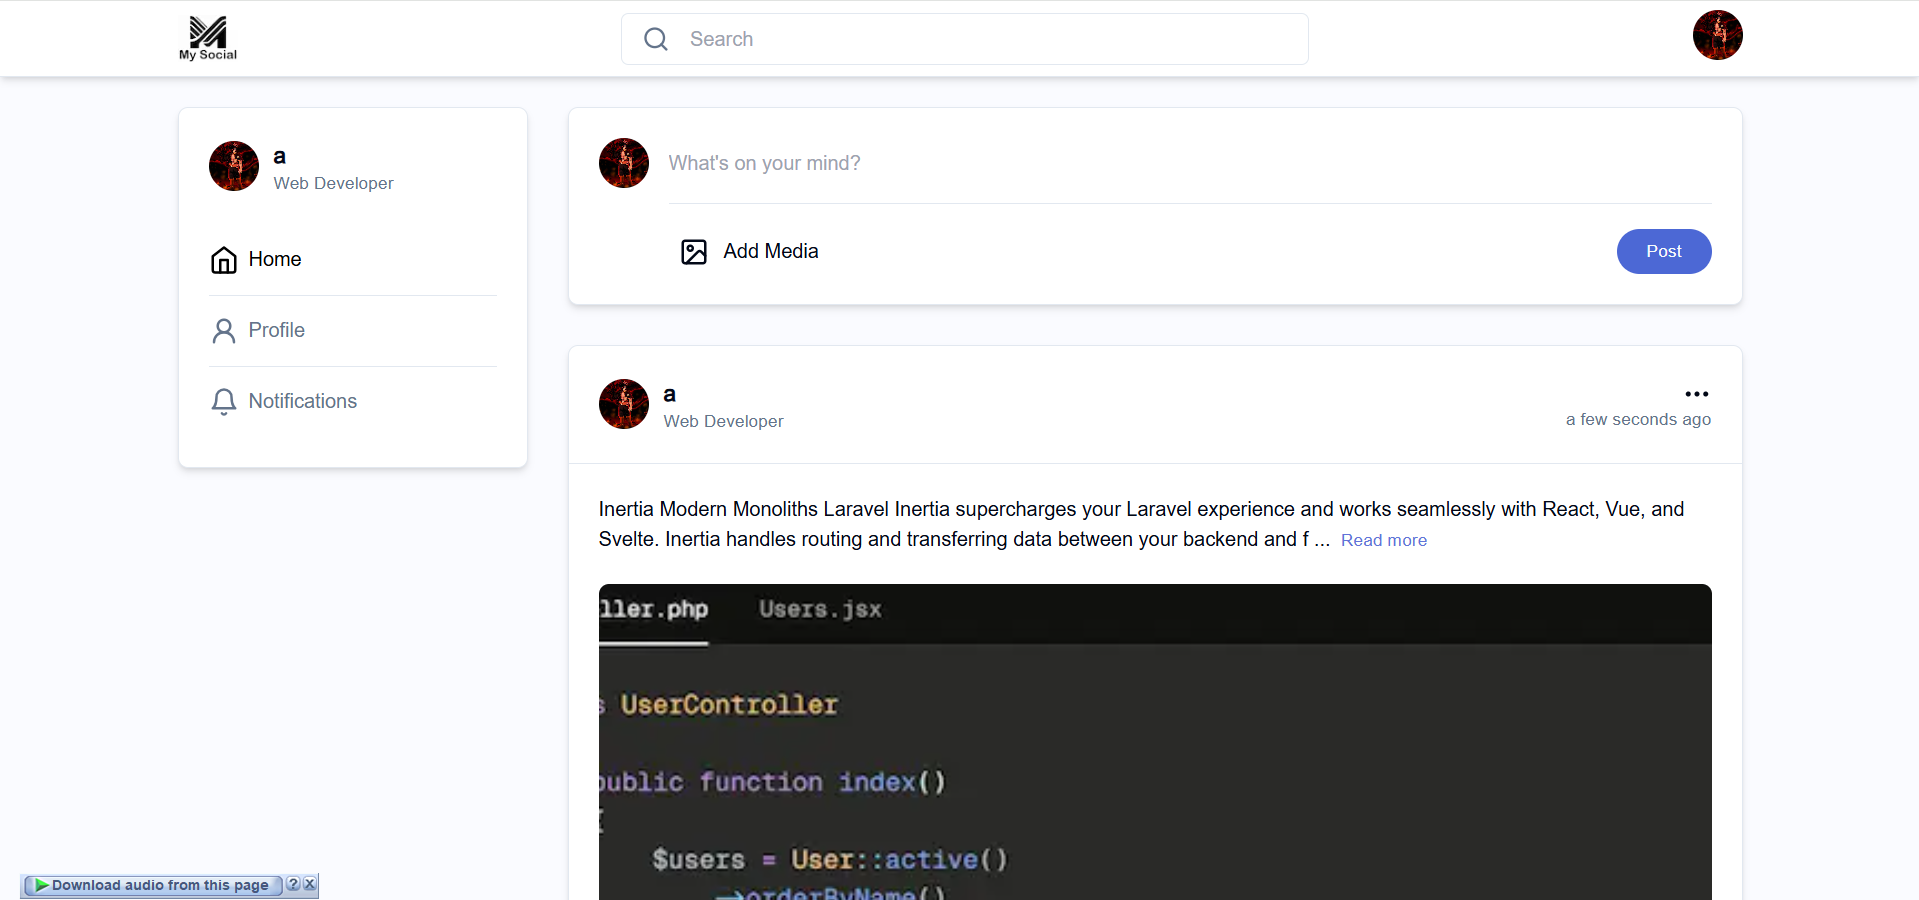 My Social
Search
a
Web Developer
Home
Profile
Notifications
What's on your mind?
Add Media
Post
a
Web Developer
a few seconds ago
Inertia Modern Monoliths Laravel Inertia supercharges your Laravel experience and works seamlessly with React, Vue, and
Svelte. Inertia handles routing and transferring data between your backend and f ... Read more
ller.php Users.jsx
s UserController
public function index()
{
$users = User::active()
->orderByName()
Download audio from this page ? X